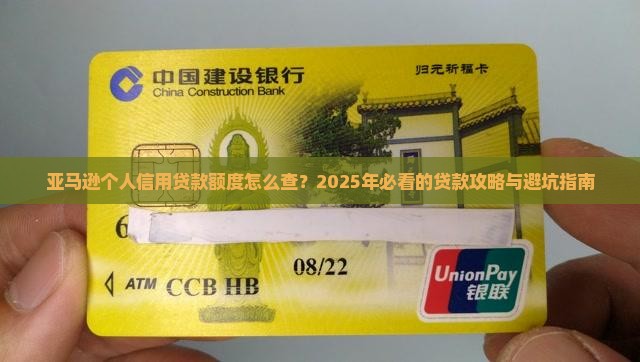 中国建设银行
China Construction Bank
归元祈福卡
亚马逊个人信用贷款额度怎么查？2025年必看的贷款攻略与避坑指南
6
08/22
ATM CCB HB
UnionPay
银联